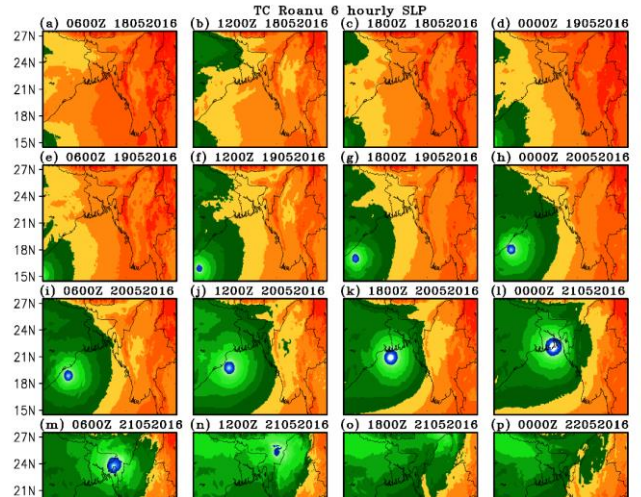 TC Roanu 6 hourly SLP
(a) 0600Z 18052016 (b) 1200Z 18052016 (c) 1800Z 18052016 (d) 0000Z 19052016
27N
24N
21N
18N
15N
(e) 0600Z 19052016 (f) 1200Z 19052016 (g) 1800Z 19052016 (h) 0000Z 20052016
27N
24N
21N
18N
15N
(i) 0600Z 20052016 (j) 1200Z 20052016 (k) 1800Z 20052016 (l) 0000Z 21052016
27N
24N
21N
18N
15N
(m) 0600Z 21052016 (n) 1200Z 21052016 (o) 1800Z 21052016 (p) 0000Z 22052016
27N
24N
21N